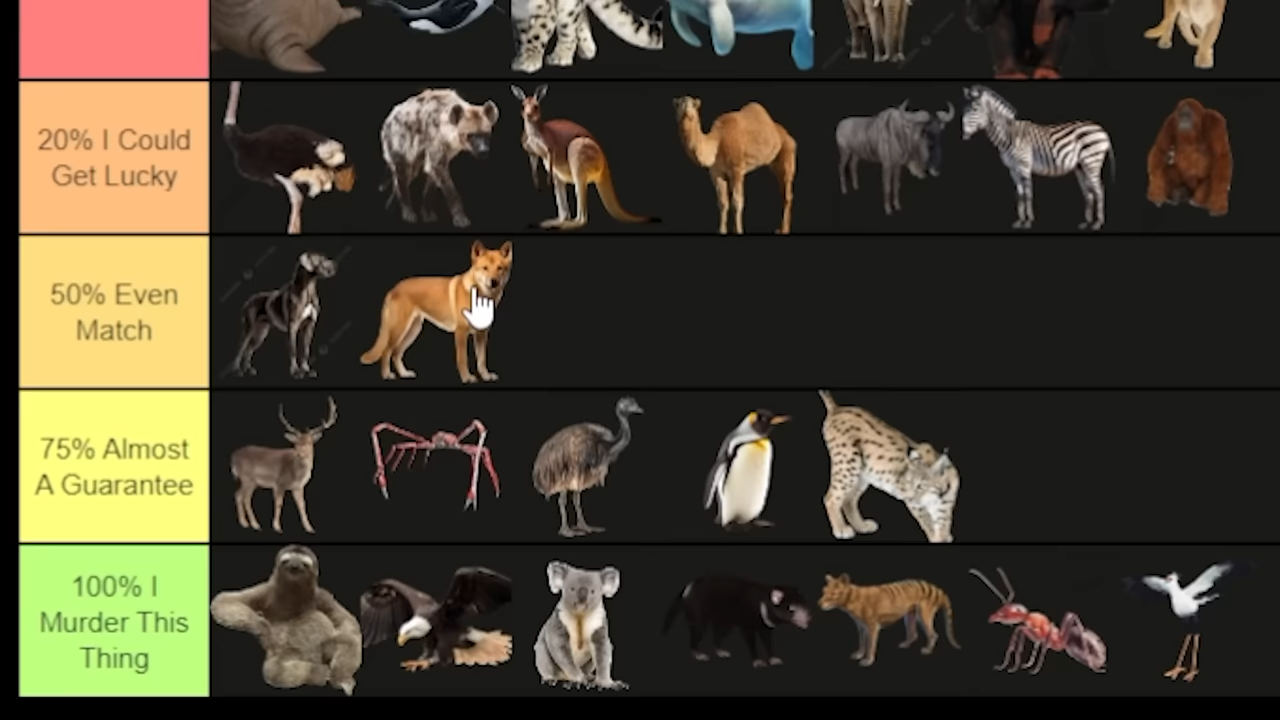 20% I Could
Get Lucky
50% Even
Match
75% Almost
A Guarantee
100% I
Murder This
Thing